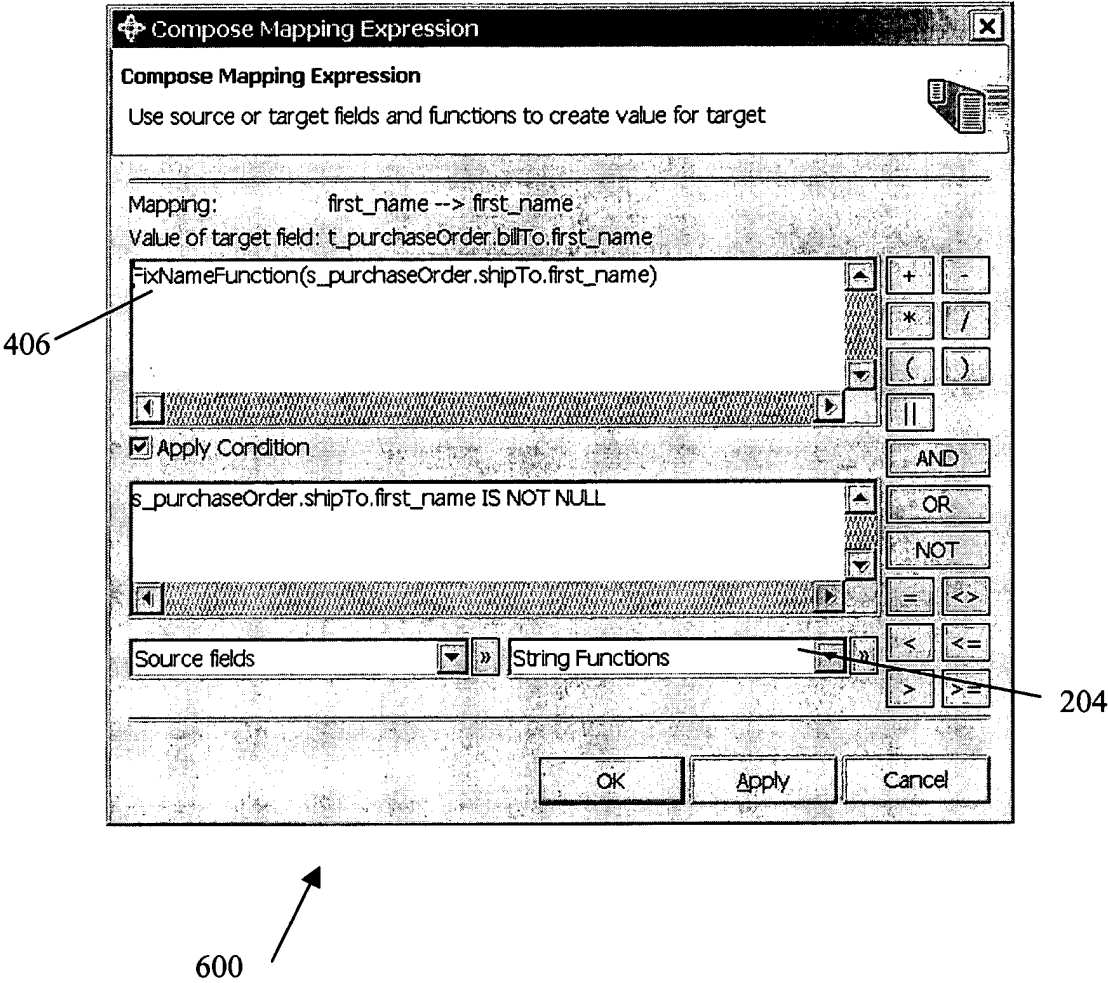 Compose Mapping Expression
Compose Mapping Expression
Use source or target fields and functions to create value for target
Mapping: first_name --> first_name
Value of target field: t_purchaseOrder.billTo.first_name
FixNameFunction(s_purchaseOrder.shipTo.first_name)
+ -
* /
406
( )
||
Apply Condition
AND
s_purchaseOrder.shipTo.first_name IS NOT NULL
OR
NOT
= <>
< <=
Source fields » String Functions »
> >=
204
OK Apply Cancel
600